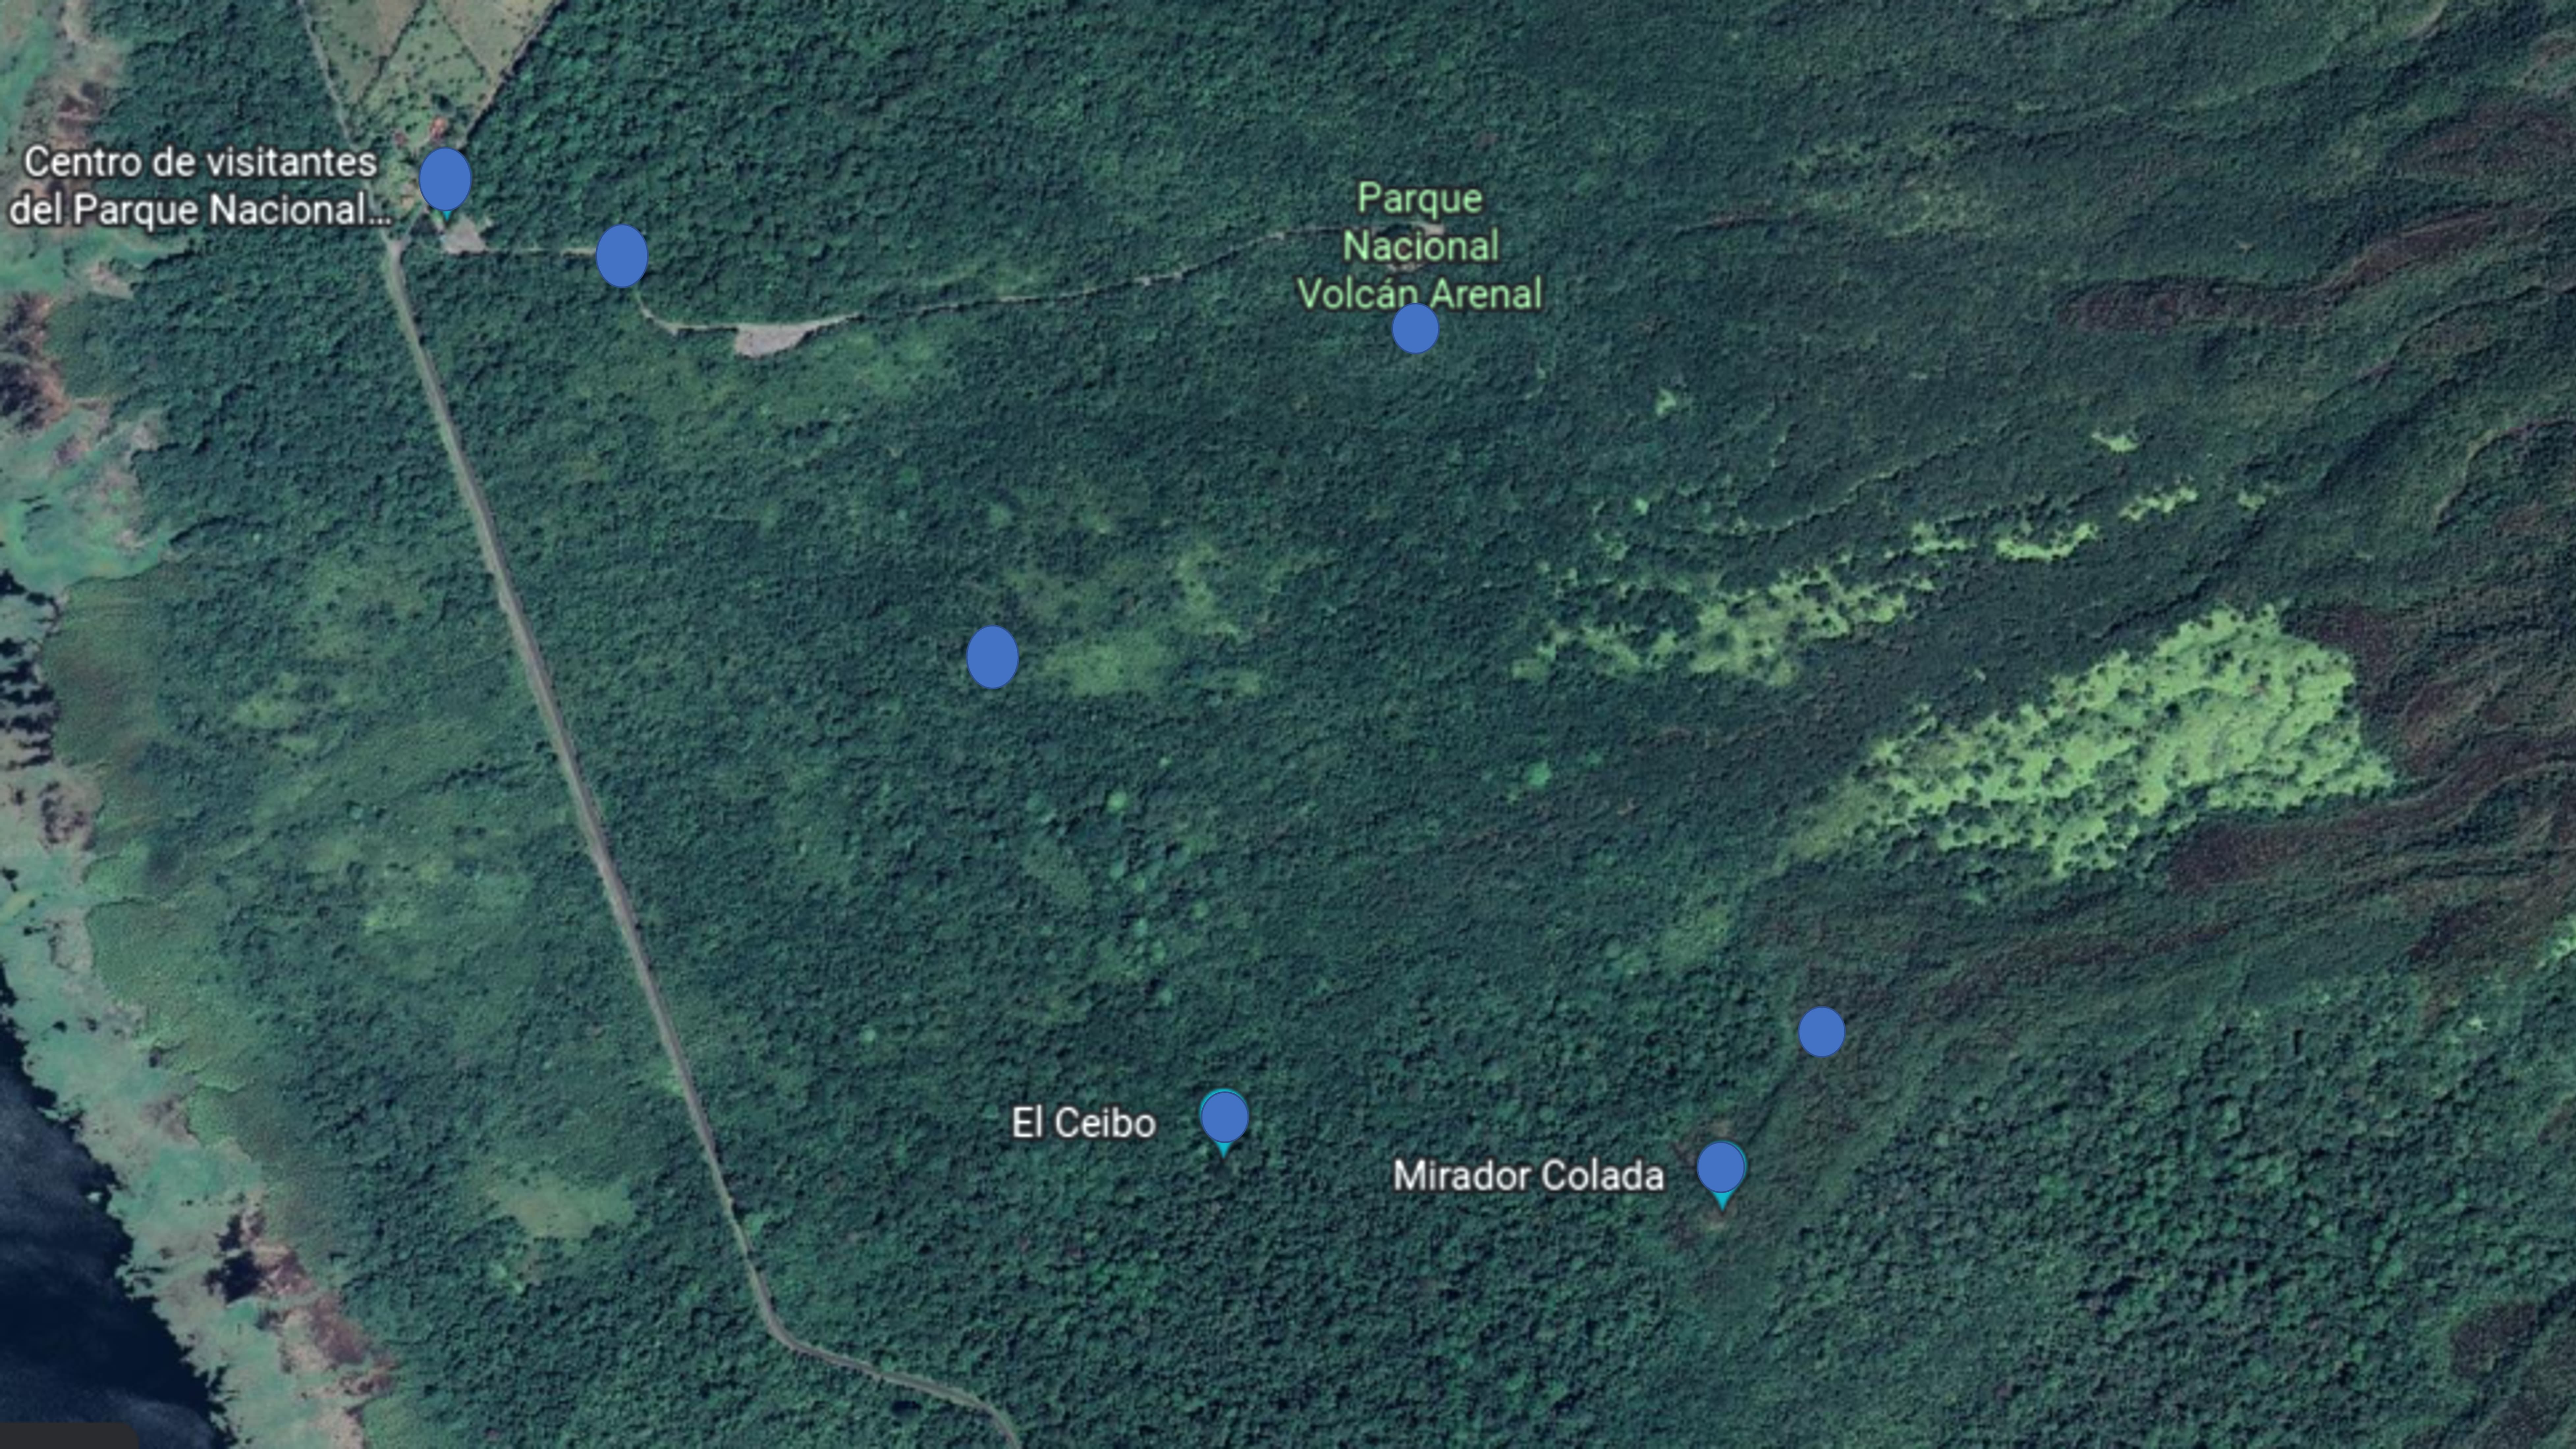 Centro de visitantes
del Parque Nacional...
Parque
Nacional
Volcán Arenal
El Ceibo
Mirador Colada